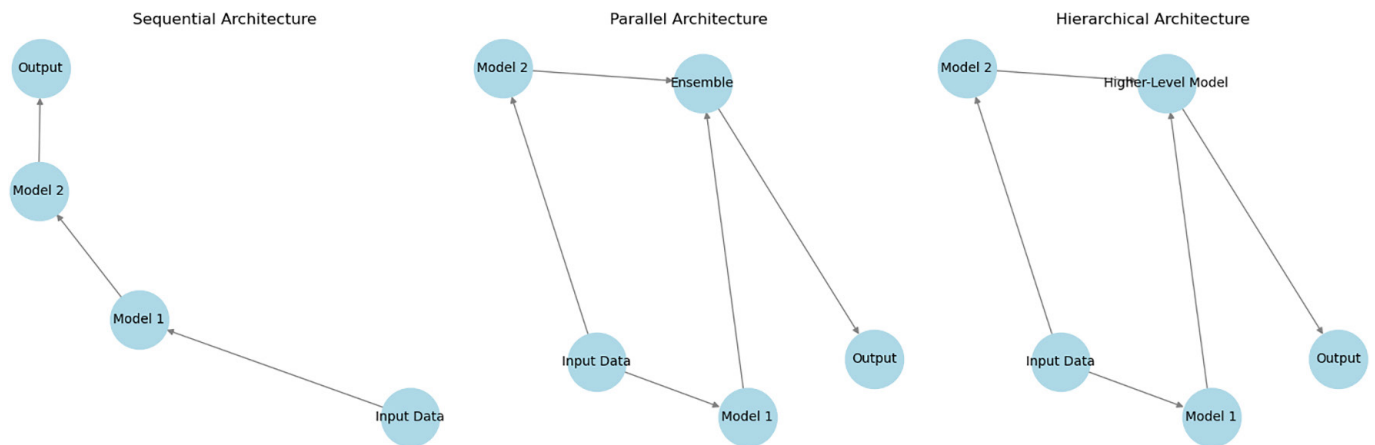 Sequential Architecture
Output
Model 2
Model 1
Input Data
Parallel Architecture
Model 2
Ensemble
Input Data
Output
Model 1
Hierarchical Architecture
Model 2
Higher-Level Model
Input Data
Output
Model 1